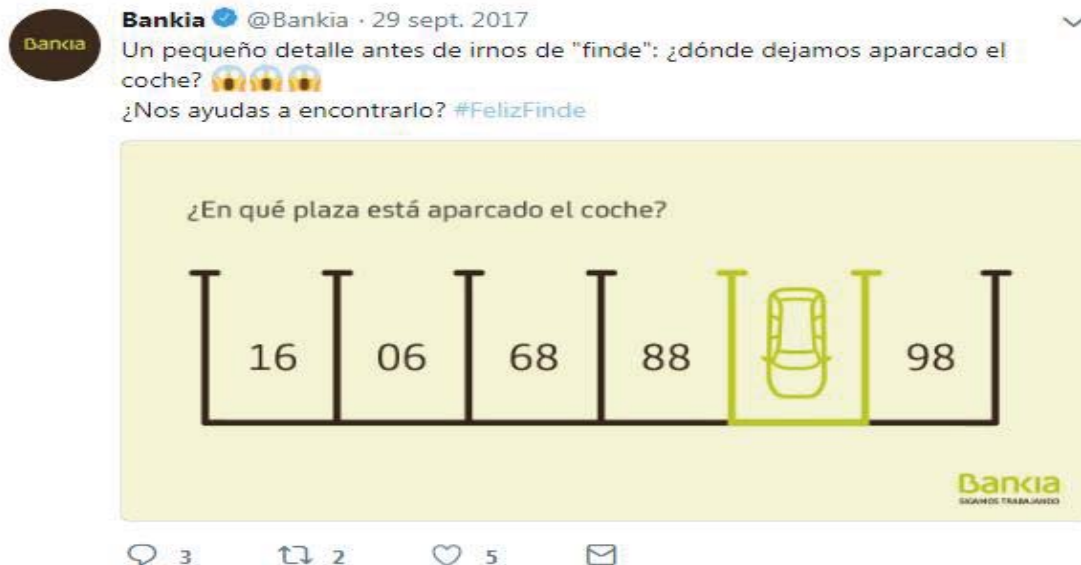 Bankia @Bankia · 29 sept. 2017
Bankia
Un pequeño detalle antes de irnos de "finde": ¿dónde dejamos aparcado el
coche? 😱😱😱
¿Nos ayudas a encontrarlo? #FelizFinde
¿En qué plaza está aparcado el coche?
16 06 68 88 98
Bankia
SIGAMOS TRABAJANDO
3 2 5